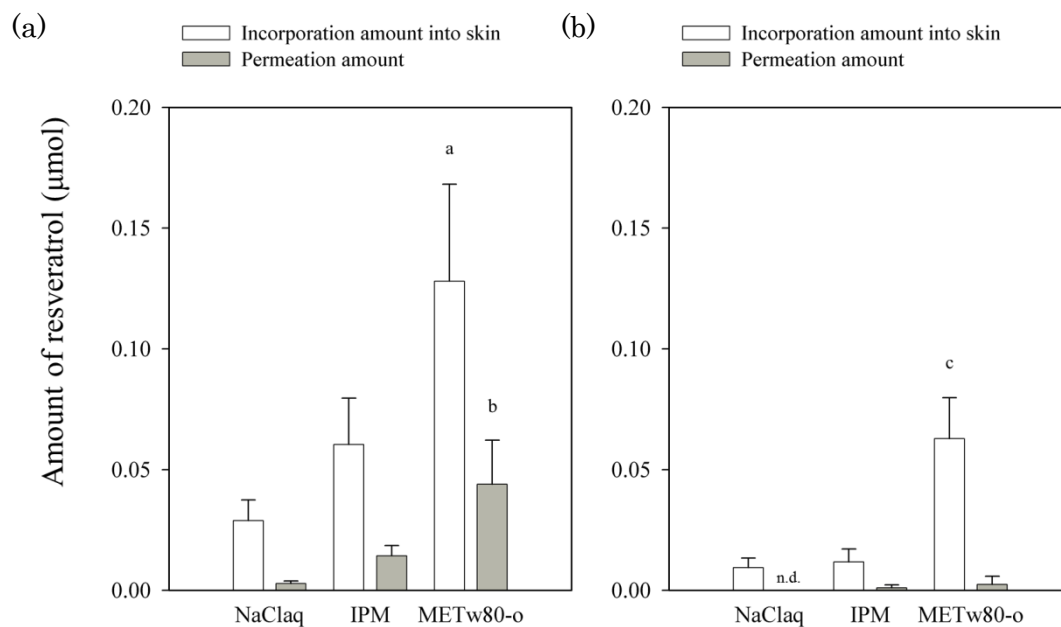 (a)
Incorporation amount into skin
Permeation amount
(b)
Incorporation amount into skin
Permeation amount
Amount of resveratrol (μmol)
0.20
0.15
0.10
0.05
0.00
a
b
NaClaq IPM METw80-o
0.20
0.15
0.10
0.05
0.00
c
n.d.
NaClaq IPM METw80-o